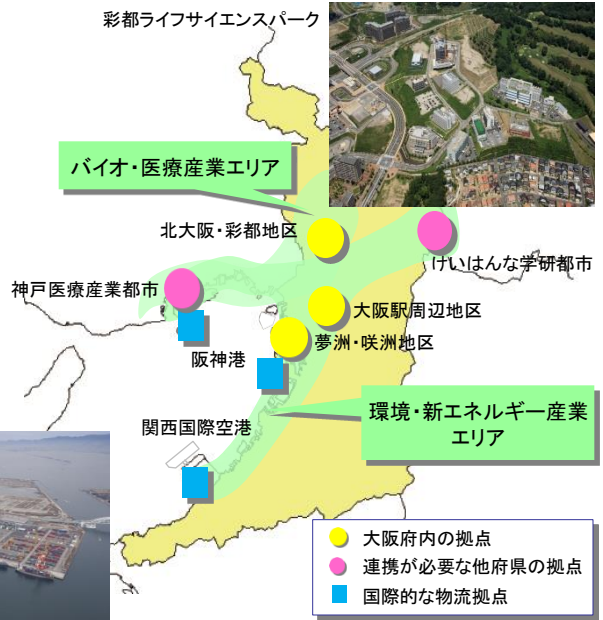 彩都ライフサイエンスパーク
バイオ・医療産業エリア
北大阪・彩都地区
けいはんな学研都市
神戸医療産業都市
大阪駅周辺地区
夢洲・咲洲地区
阪神港
環境・新エネルギー産業
エリア
関西国際空港
大阪府内の拠点
連携が必要な他府県の拠点
国際的な物流拠点